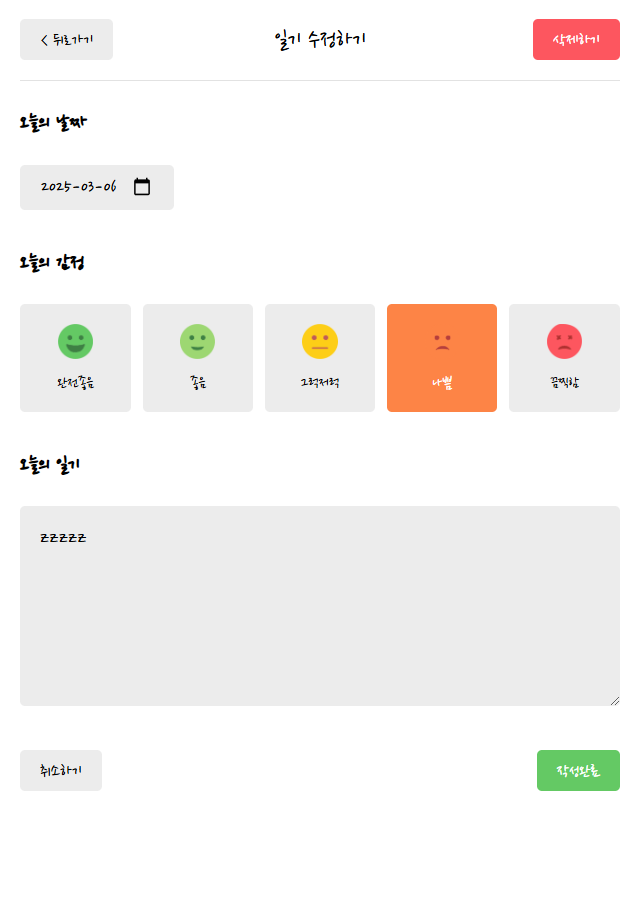 < 뒤로가기
일기 수정하기
삭제하기
오늘의 날짜
2025-03-06
오늘의 감정
완전좋음
좋음
그럭저럭
나쁨
끔찍함
오늘의 일기
zzzzz
취소하기
작성완료